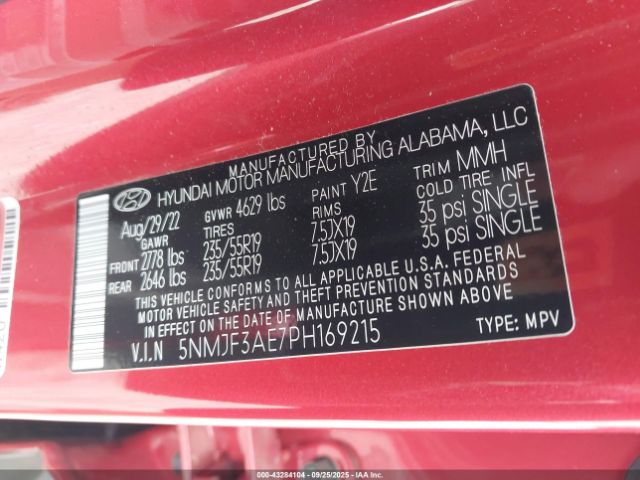 MANUFACTURED BY
HYUNDAI MOTOR MANUFACTURING ALABAMA, LLC
Aug/29/22 GVWR 4629 lbs PAINT Y2E TRIM MMH
GAWR TIRES RIMS COLD TIRE INFL
FRONT 2778 lbs 235/55R19 7.5JX19 35 psi SINGLE
REAR 2646 lbs 235/55R19 7.5JX19 35 psi SINGLE
THIS VEHICLE CONFORMS TO ALL APPLICABLE U.S.A. FEDERAL
MOTOR VEHICLE SAFETY AND THEFT PREVENTION STANDARDS
IN EFFECT ON THE DATE OF MANUFACTURE SHOWN ABOVE
V.I.N 5NMJF3AE7PH169215 TYPE: MPV
000-43284104 - 09/25/2025 - © IAA Holdings, LLC